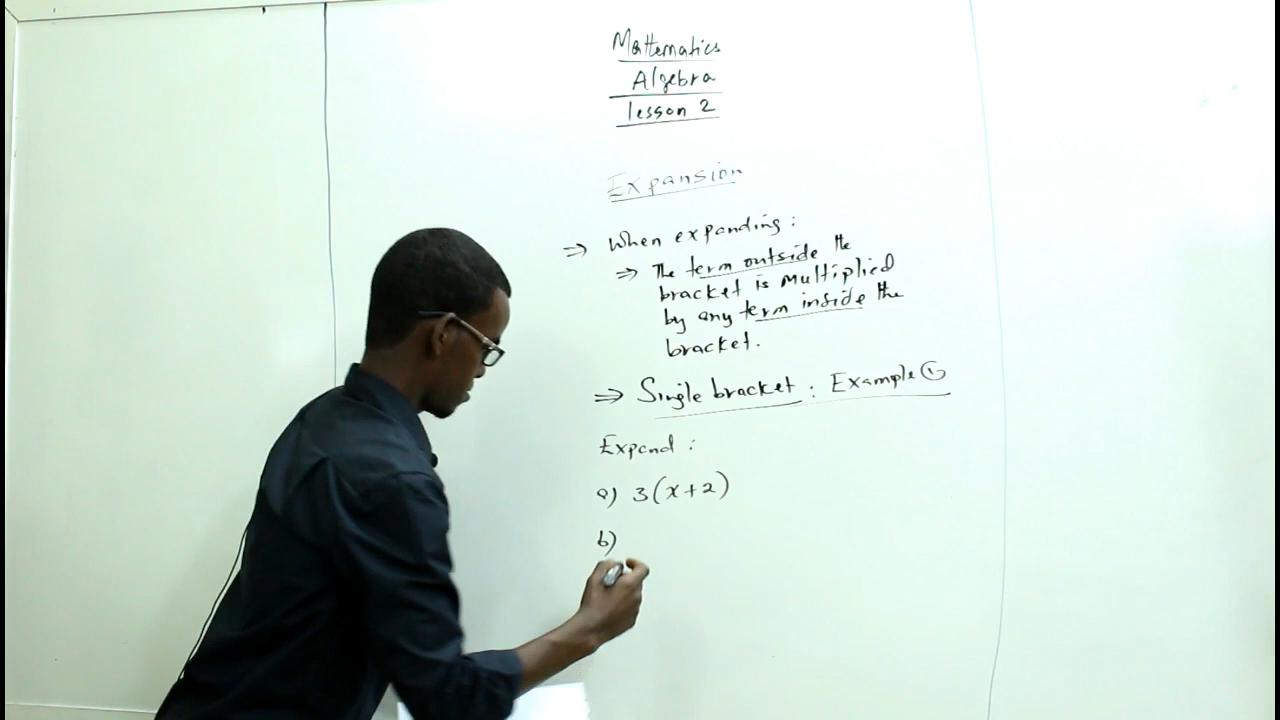 Mathematics
Algebra
lesson 2
Expansion
⇒ When expanding :
⇒ The term outside the
bracket is multiplied
by any term inside the
bracket.
⇒ Single bracket : Example ①
Expand :
a) 3(x+2)
b)